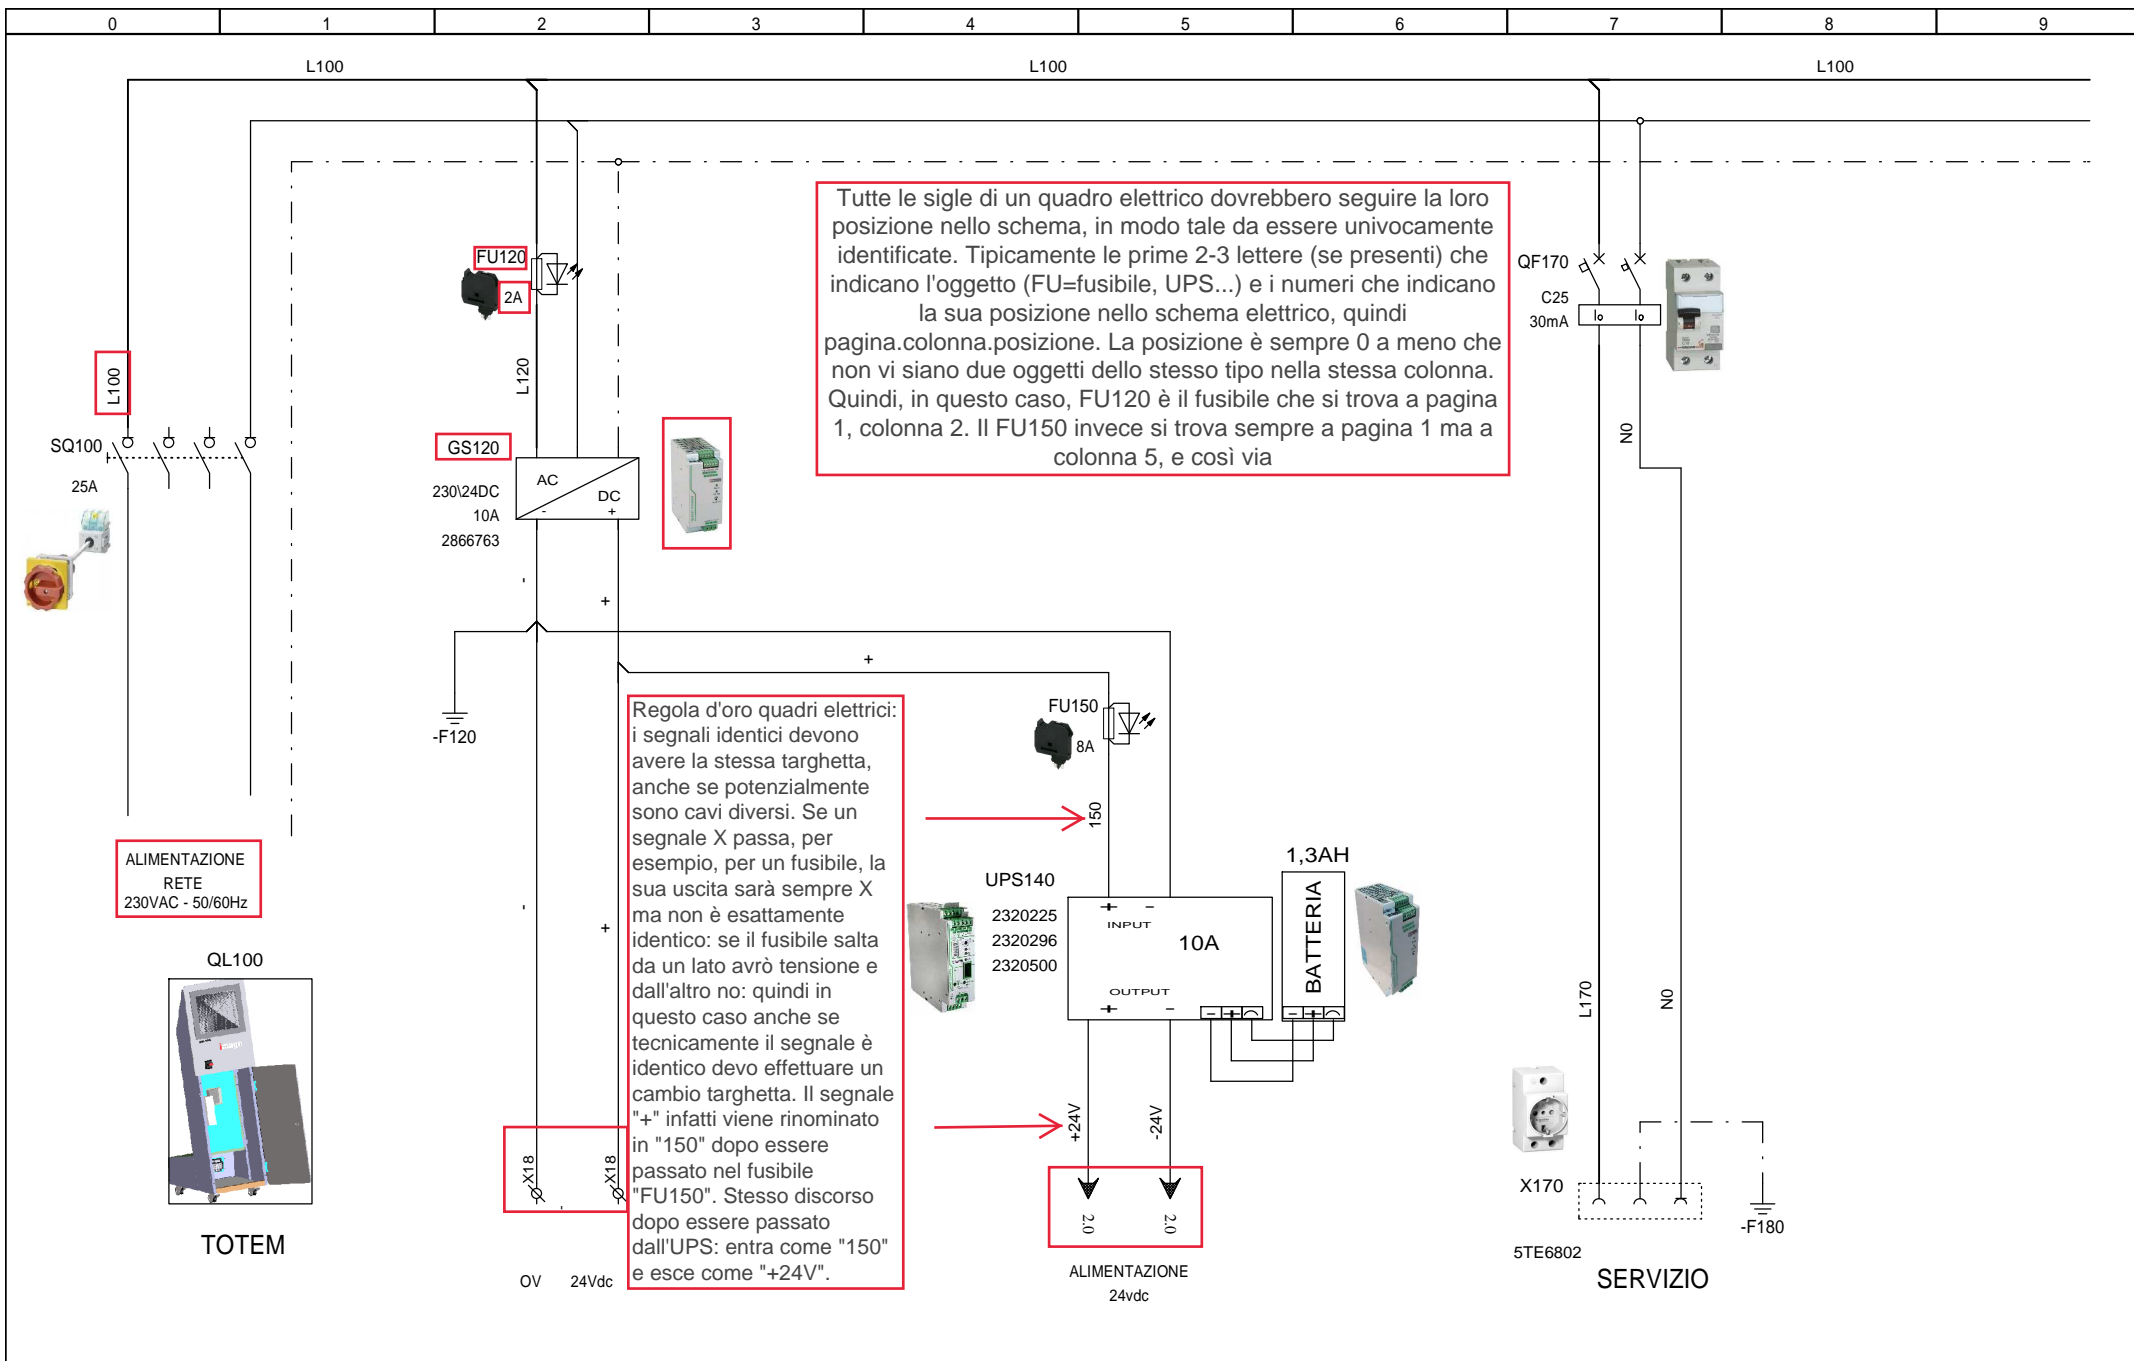 0 1 2 3 4 5 6 7 8 9
L100 L100 L100
Tutte le sigle di un quadro elettrico dovrebbero seguire la loro
posizione nello schema, in modo tale da essere univocamente
identificate. Tipicamente le prime 2-3 lettere (se presenti) che
indicano l'oggetto (FU=fusibile, UPS...) e i numeri che indicano
la sua posizione nello schema elettrico, quindi
pagina.colonna.posizione. La posizione è sempre 0 a meno che
non vi siano due oggetti dello stesso tipo nella stessa colonna.
Quindi, in questo caso, FU120 è il fusibile che si trova a pagina
1, colonna 2. Il FU150 invece si trova sempre a pagina 1 ma a
colonna 5, e così via
FU120
2A
L120
QF170
C25
30mA
N0
L100
SQ100
25A
GS120
230\24DC
10A
2866763
AC
DC
-
+
-
+
+
-F120
Regola d'oro quadri elettrici:
i segnali identici devono
avere la stessa targhetta,
anche se potenzialmente
sono cavi diversi. Se un
segnale X passa, per
esempio, per un fusibile, la
sua uscita sarà sempre X
ma non è esattamente
identico: se il fusibile salta
da un lato avrò tensione e
dall'altro no: quindi in
questo caso anche se
tecnicamente il segnale è
identico devo effettuare un
cambio targhetta. Il segnale
"+" infatti viene rinominato
in "150" dopo essere
passato nel fusibile
"FU150". Stesso discorso
dopo essere passato
dall'UPS: entra come "150"
e esce come "+24V".
FU150
8A
150
ALIMENTAZIONE
RETE
230VAC - 50/60Hz
QL100
imago
TOTEM
-
+
X18 X18
-
OV 24Vdc
UPS140
2320225
2320296
2320500
+ -
INPUT
10A
OUTPUT
+ -
- +
1,3AH
BATTERIA
- +
+24V -24V
2.0 2.0
ALIMENTAZIONE
24vdc
L170 N0
X170
-F180
5TE6802
SERVIZIO